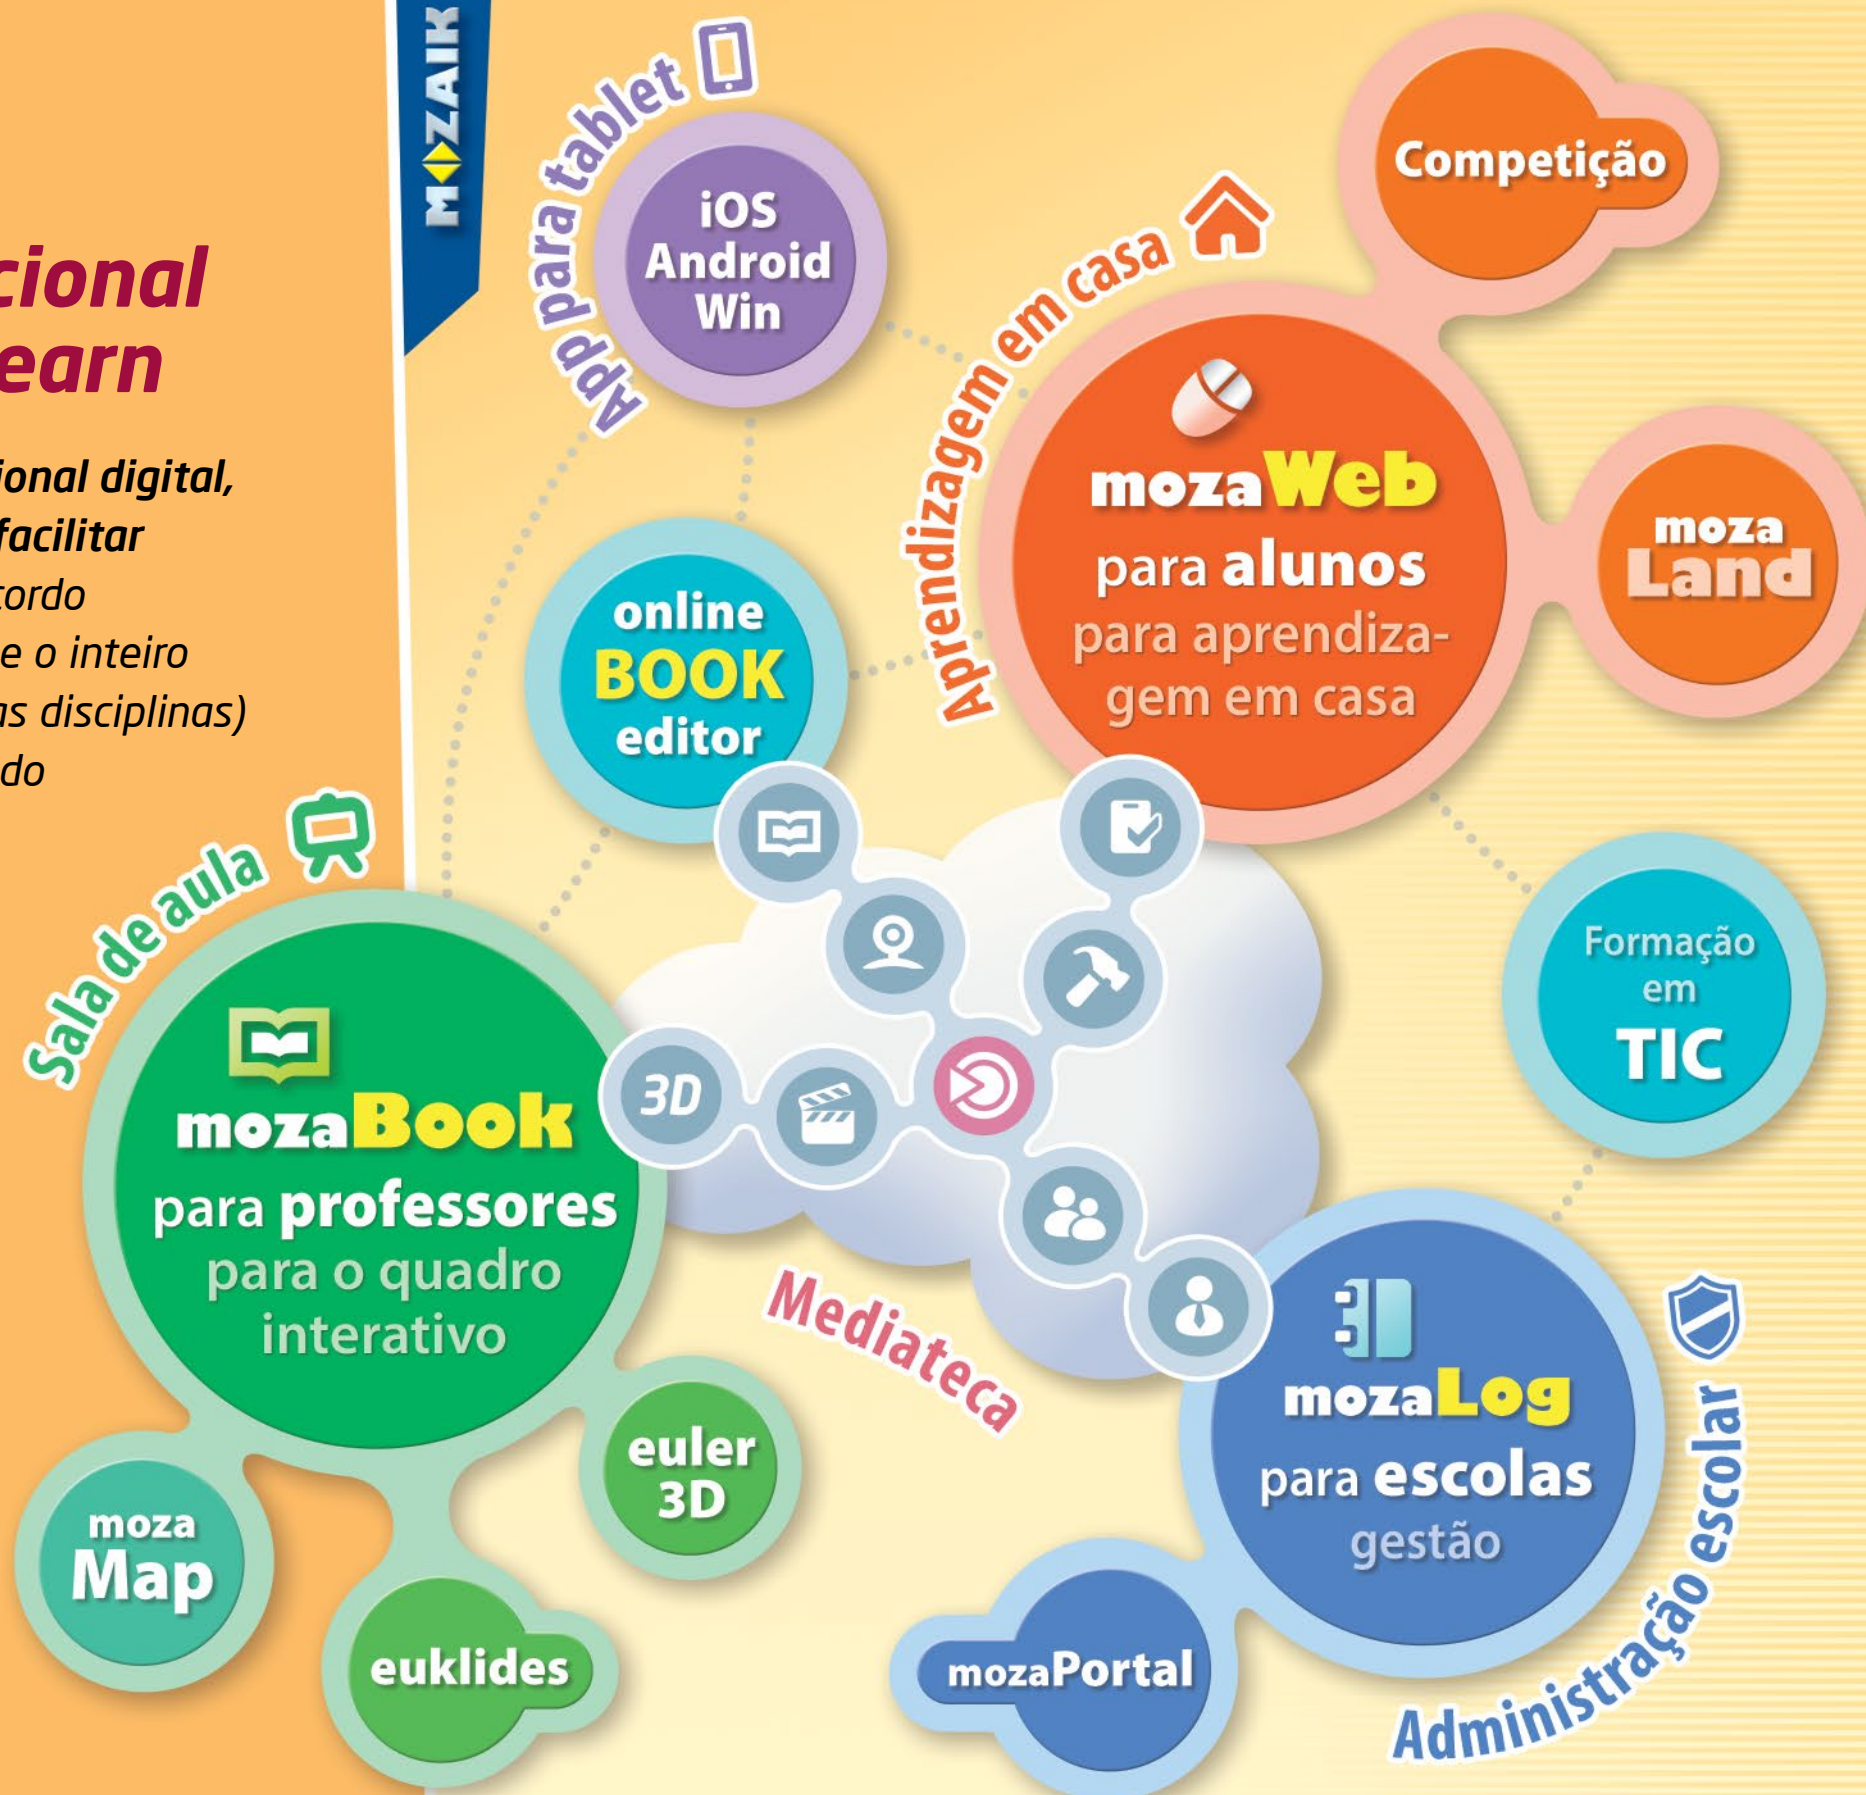 MOZAIK
cional
earn
ional digital,
facilitar
cordo
e o inteiro
as disciplinas)
do
App para tablet
iOS
Android
Win
Aprendizagem em casa
Competição
mozaWeb
para alunos
para aprendiza-
gem em casa
moza
Land
online
BOOK
editor
Formação
em
TIC
Sala de aula
mozaBook
para professores
para o quadro
interativo
3D
Mediateca
mozaLog
para escolas
gestão
Administração escolar
euler
3D
moza
Map
euklides
mozaPortal